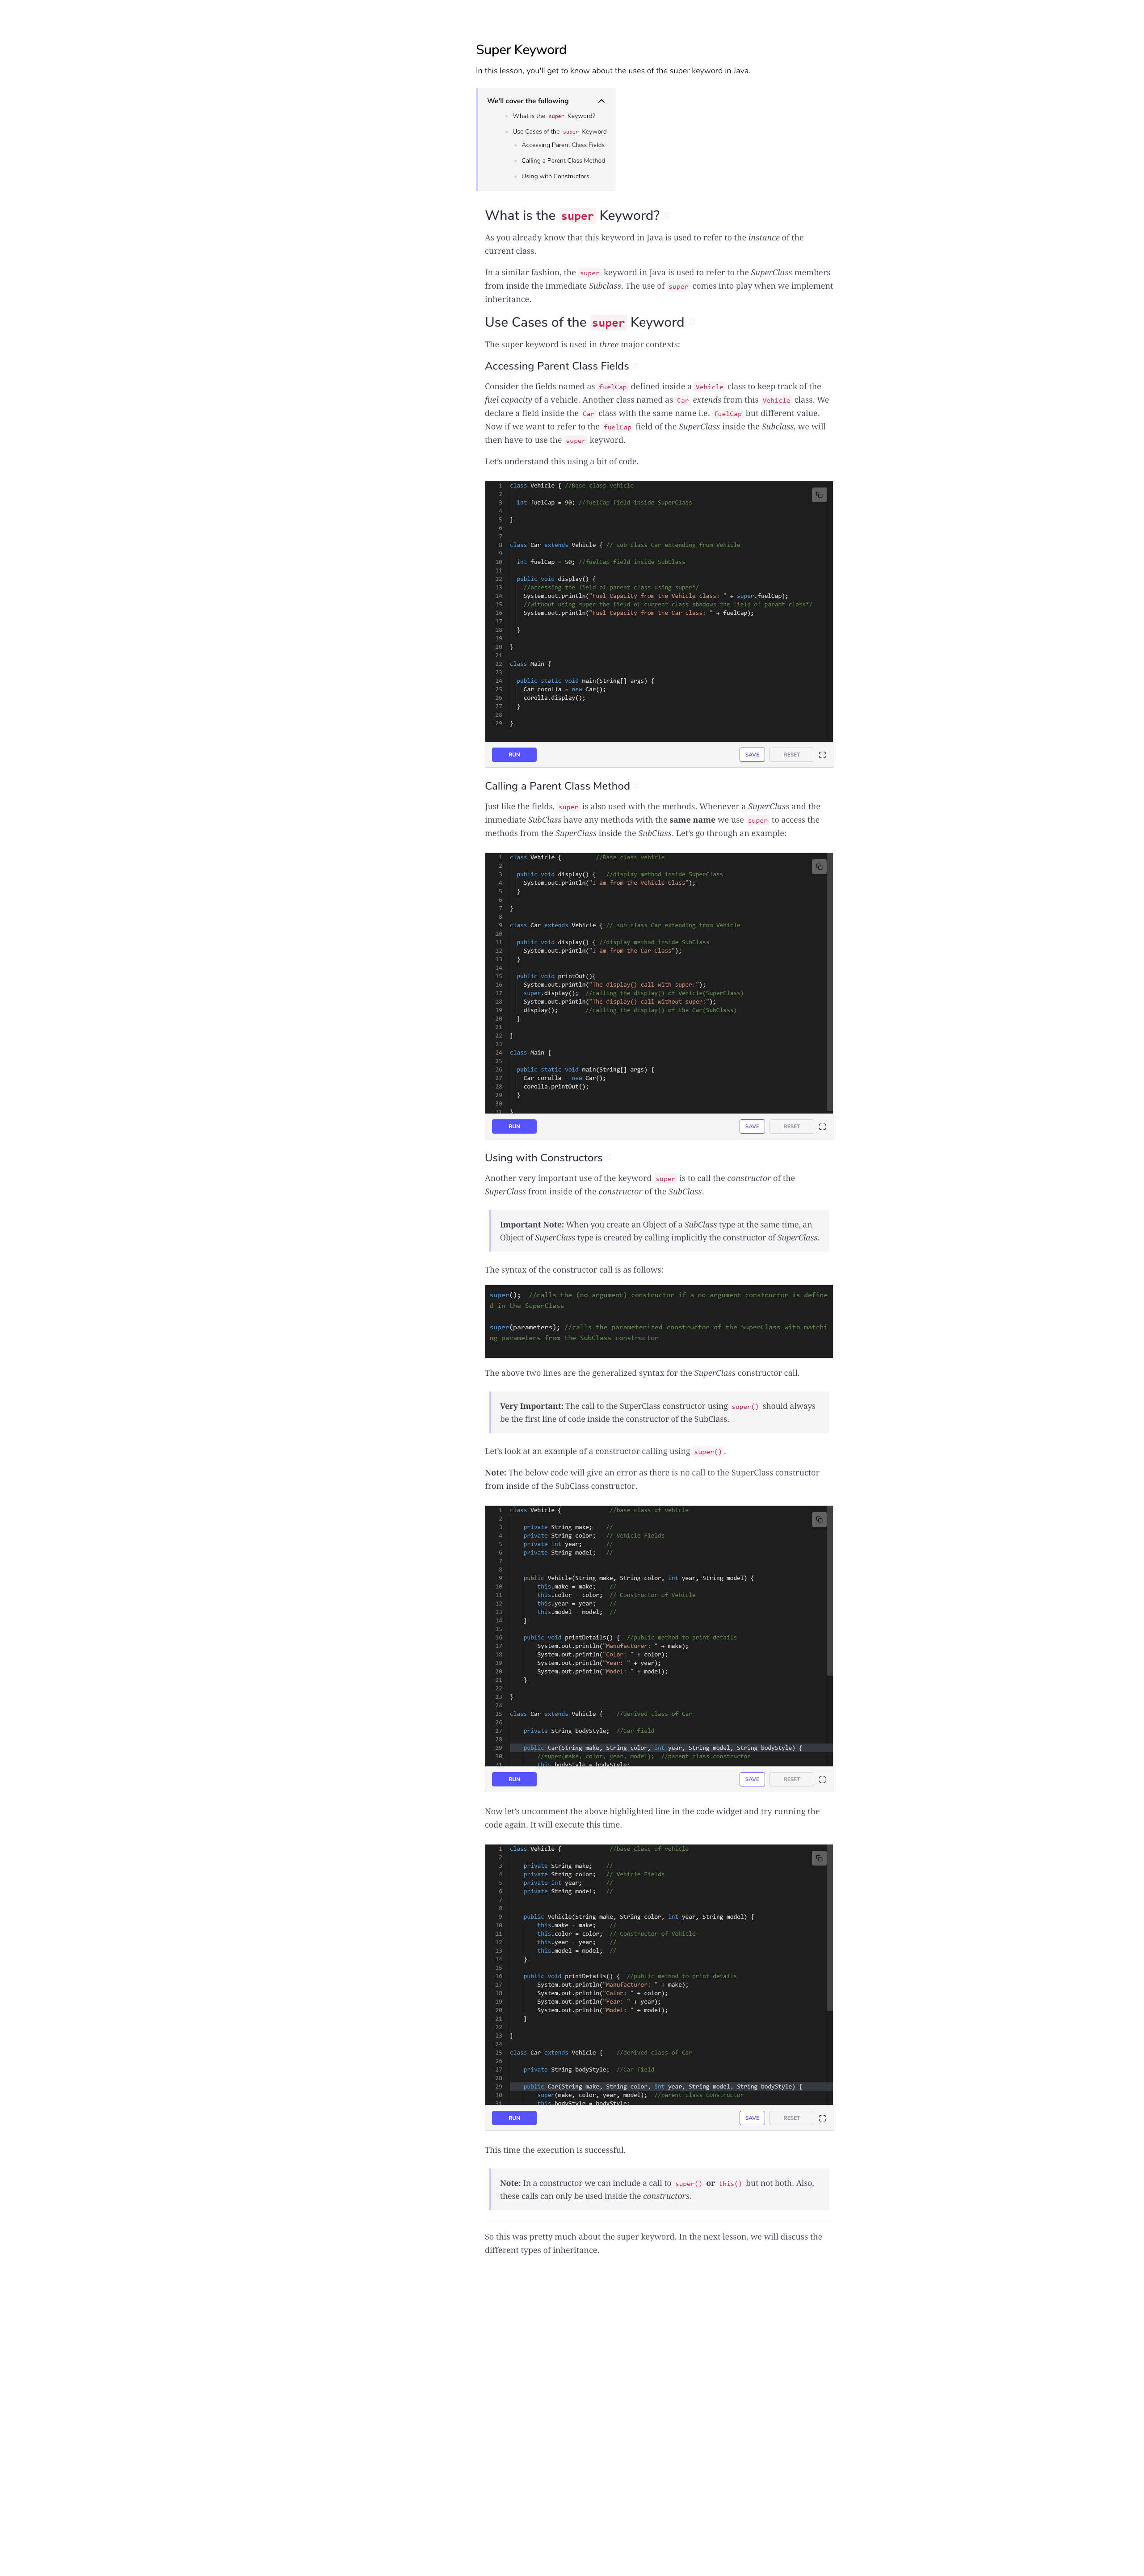 Super Keyword
In this lesson, you'll get to know about the uses of the super keyword in Java.
We'll cover the following
What is the super Keyword?
Use Cases of the super Keyword
Accessing Parent Class Fields
Calling a Parent Class Method
Using with Constructors
What is the super Keyword?
As you already know that this keyword in Java is used to refer to the instance of the
current class.
In a similar fashion, the super keyword in Java is used to refer to the SuperClass members
from inside the immediate Subclass. The use of super comes into play when we implement
inheritance.
Use Cases of the super Keyword
The super keyword is used in three major contexts:
Accessing Parent Class Fields
Consider the fields named as fuelCap defined inside a Vehicle class to keep track of the
fuel capacity of a vehicle. Another class named as Car extends from this Vehicle class. We
declare a field inside the Car class with the same name i.e. fuelCap but different value.
Now if we want to refer to the fuelCap field of the SuperClass inside the Subclass, we will
then have to use the super keyword.
Let's understand this using a bit of code.
1 class Vehicle { //Base class vehicle
2
3 int fuelCap = 90; //fuelCap field inside SuperClass
4
5 }
6
7
8 class Car extends Vehicle { // sub class Car extending from Vehicle
9
10 int fuelCap = 50; //fuelCap field inside SubClass
11
12 public void display() {
13 //accessing the field of parent class using super*/
14 System.out.println("Fuel Capacity from the Vehicle class: " + super.fuelCap);
15 //without using super the field of current class shadows the field of parant class*/
16 System.out.println("Fuel Capacity from the Car class: " + fuelCap);
17
18 }
19
20 }
21
22 class Main {
23
24 public static void main(String[] args) {
25 Car corolla = new Car();
26 corolla.display();
27 }
28
29 }
RUN SAVE RESET
Calling a Parent Class Method
Just like the fields, super is also used with the methods. Whenever a SuperClass and the
immediate SubClass have any methods with the same name we use super to access the
methods from the SuperClass inside the SubClass. Let's go through an example:
1 class Vehicle { //Base class vehicle
2
3 public void display() { //display method inside SuperClass
4 System.out.println("I am from the Vehicle Class");
5 }
6
7 }
8
9 class Car extends Vehicle { // sub class Car extending from Vehicle
10
11 public void display() { //display method inside SubClass
12 System.out.println("I am from the Car Class");
13 }
14
15 public void printOut(){
16 System.out.println("The display() call with super:");
17 super.display(); //calling the display() of Vehicle(SuperClass)
18 System.out.println("The display() call without super:");
19 display(); //calling the display() of the Car(SubClass)
20 }
21
22 }
23
24 class Main {
25
26 public static void main(String[] args) {
27 Car corolla = new Car();
28 corolla.printOut();
29 }
30
31 }
RUN SAVE RESET
Using with Constructors
Another very important use of the keyword super is to call the constructor of the
SuperClass from inside of the constructor of the SubClass.
Important Note: When you create an Object of a SubClass type at the same time, an
Object of SuperClass type is created by calling implicitly the constructor of SuperClass.
The syntax of the constructor call is as follows:
super(); //calls the (no argument) constructor if a no argument constructor is define
d in the SuperClass
super(parameters); //calls the parameterized constructor of the SuperClass with matchi
ng parameters from the SubClass constructor
The above two lines are the generalized syntax for the SuperClass constructor call.
Very Important: The call to the SuperClass constructor using super() should always
be the first line of code inside the constructor of the SubClass.
Let's look at an example of a constructor calling using super().
Note: The below code will give an error as there is no call to the SuperClass constructor
from inside of the SubClass constructor.
1 class Vehicle { //base class of vehicle
2
3 private String make; //
4 private String color; // Vehicle Fields
5 private int year; //
6 private String model; //
7
8
9 public Vehicle(String make, String color, int year, String model) {
10 this.make = make; //
11 this.color = color; // Constructor of Vehicle
12 this.year = year; //
13 this.model = model; //
14 }
15
16 public void printDetails() { //public method to print details
17 System.out.println("Manufacturer: " + make);
18 System.out.println("Color: " + color);
19 System.out.println("Year: " + year);
20 System.out.println("Model: " + model);
21 }
22
23 }
24
25 class Car extends Vehicle { //derived class of Car
26
27 private String bodyStyle; //Car field
28
29 public Car(String make, String color, int year, String model, String bodyStyle) {
30 //super(make, color, year, model); //parent class constructor
31 this.bodyStyle = bodyStyle;
RUN SAVE RESET
Now let's uncomment the above highlighted line in the code widget and try running the
code again. It will execute this time.
1 class Vehicle { //base class of vehicle
2
3 private String make; //
4 private String color; // Vehicle Fields
5 private int year; //
6 private String model; //
7
8
9 public Vehicle(String make, String color, int year, String model) {
10 this.make = make; //
11 this.color = color; // Constructor of Vehicle
12 this.year = year; //
13 this.model = model; //
14 }
15
16 public void printDetails() { //public method to print details
17 System.out.println("Manufacturer: " + make);
18 System.out.println("Color: " + color);
19 System.out.println("Year: " + year);
20 System.out.println("Model: " + model);
21 }
22
23 }
24
25 class Car extends Vehicle { //derived class of Car
26
27 private String bodyStyle; //Car field
28
29 public Car(String make, String color, int year, String model, String bodyStyle) {
30 super(make, color, year, model); //parent class constructor
31 this.bodyStyle = bodyStyle;
RUN SAVE RESET
This time the execution is successful.
Note: In a constructor we can include a call to super() or this() but not both. Also,
these calls can only be used inside the constructors.
So this was pretty much about the super keyword. In the next lesson, we will discuss the
different types of inheritance.